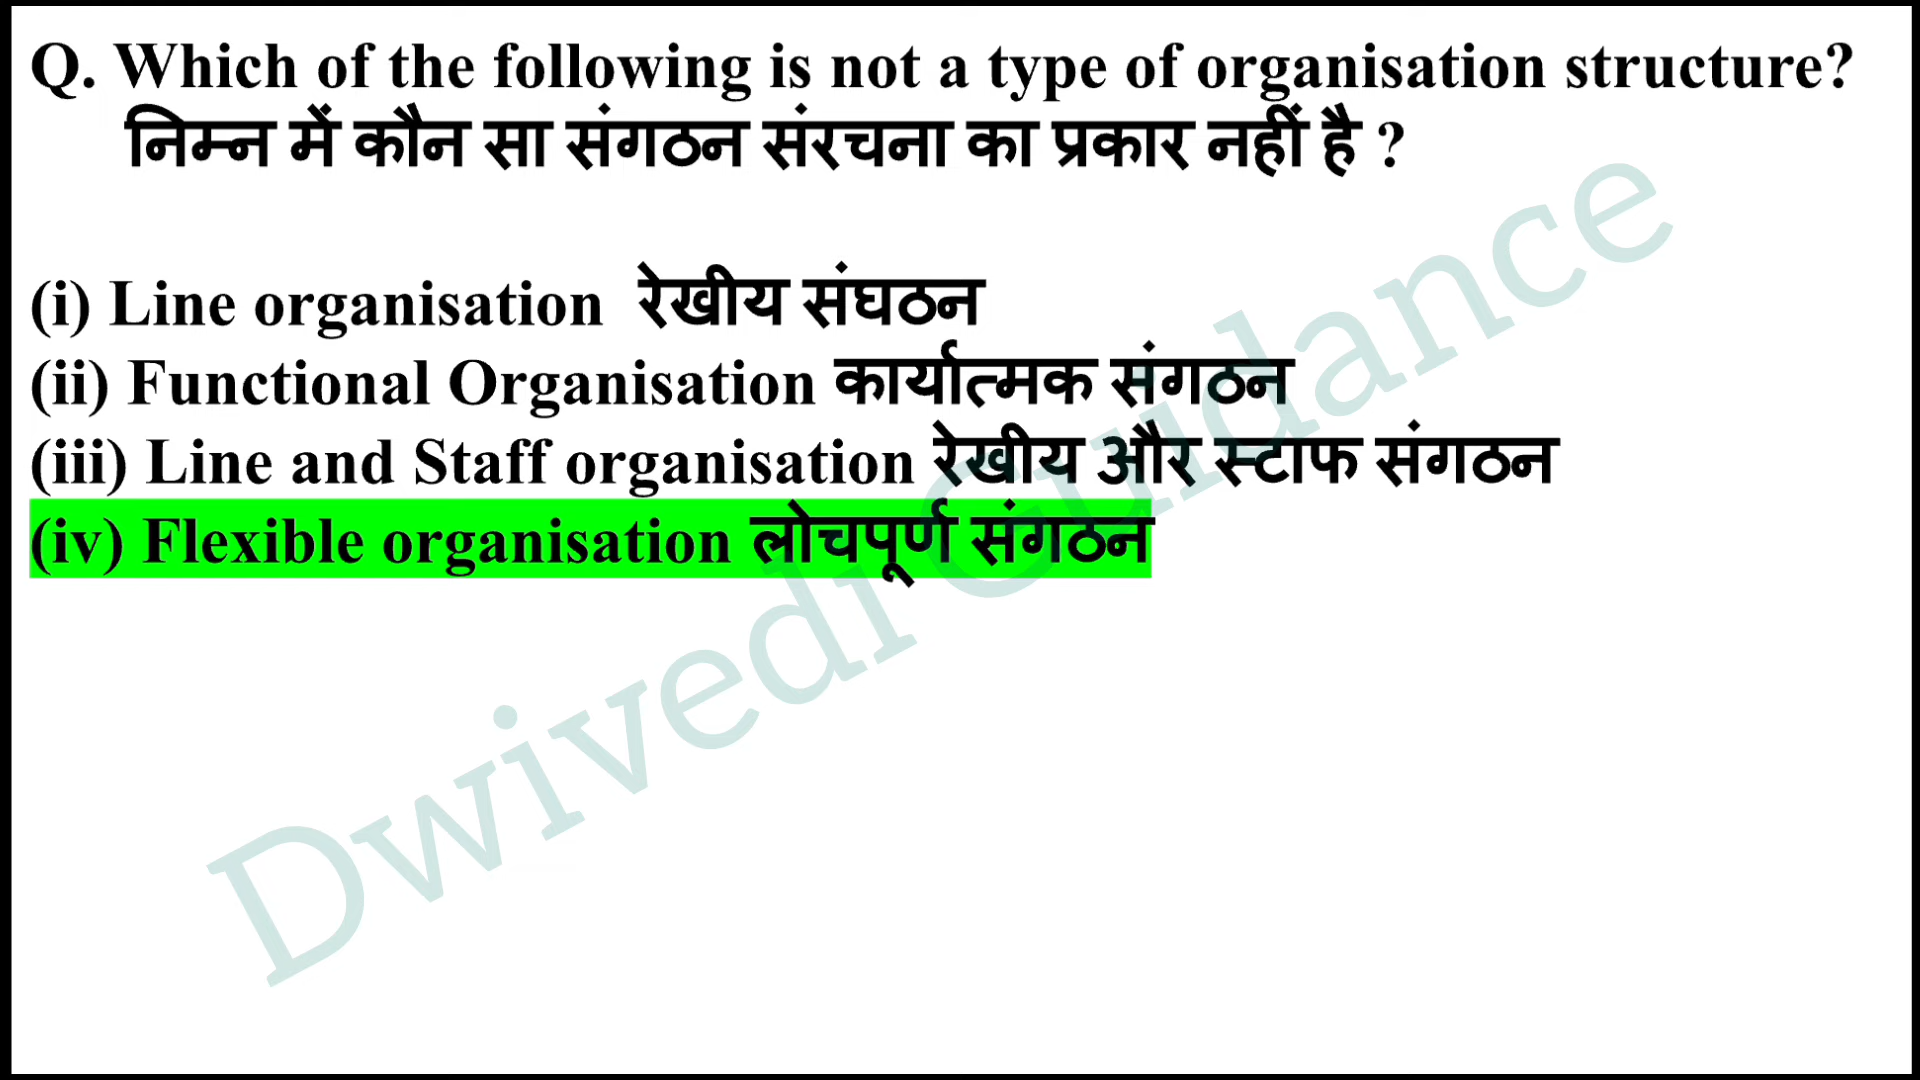 Q. Which of the following is not a type of organisation structure?
निम्न में कौन सा संगठन संरचना का प्रकार नहीं है ?
(i) Line organisation रेखीय संघठन
(ii) Functional Organisation कार्यात्मक संगठन
(iii) Line and Staff organisation रेखीय और स्टाफ संगठन
(iv) Flexible organisation लोचपूर्ण संगठन
Dwivedi Guidance